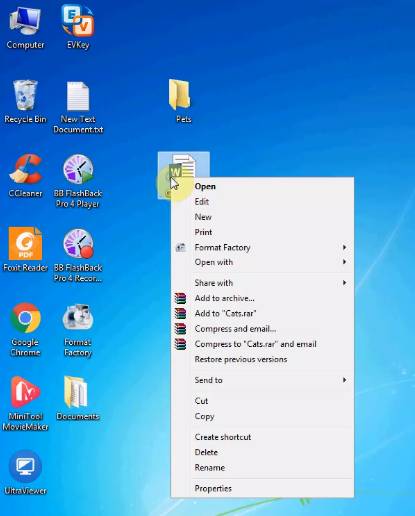 Computer
EVKey
Recycle Bin
New Text
Document.txt
Pets
CCleaner
BB FlashBack
Pro 4 Player
Foxit Reader
BB FlashBack
Pro 4 Recor...
Google
Chrome
Format
Factory
MiniTool
MovieMaker
Documents
UltraViewer
Open
Edit
New
Print
Format Factory
Open with
Share with
Add to archive...
Add to "Cats.rar"
Compress and email...
Compress to "Cats.rar" and email
Restore previous versions
Send to
Cut
Copy
Create shortcut
Delete
Rename
Properties